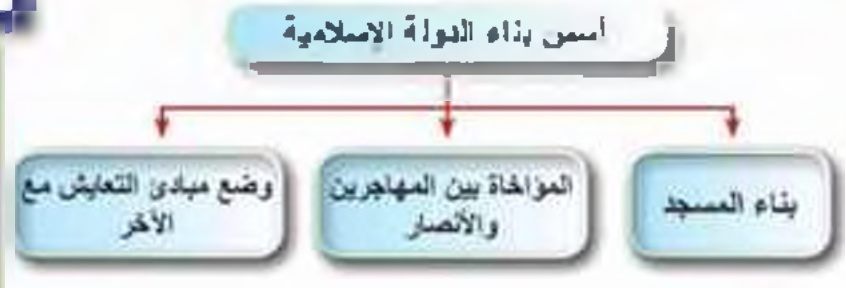 أسس بناء الدولة الإسلامية
بناء المسجد
المؤاخاة بين المهاجرين
والأنصار
وضع مبادئ التعايش مع
الآخر